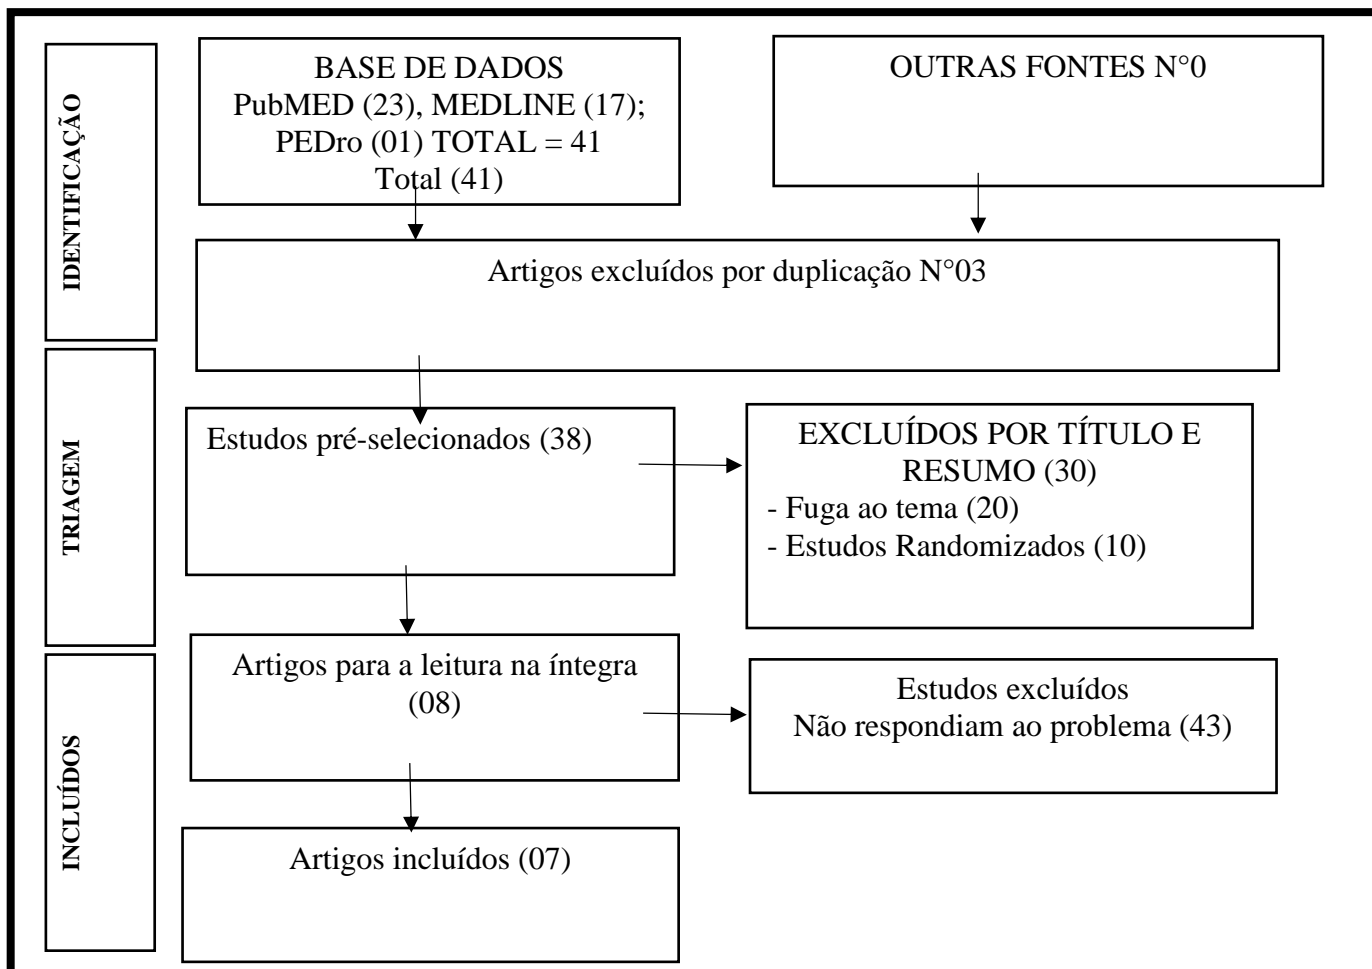 IDENTIFICAÇÃO
BASE DE DADOS
PubMED (23), MEDLINE (17);
PEDro (01) TOTAL = 41
Total (41)
OUTRAS FONTES N°0
Artigos excluídos por duplicação N°03
TRIAGEM
Estudos pré-selecionados (38)
EXCLUÍDOS POR TÍTULO E
RESUMO (30)
- Fuga ao tema (20)
- Estudos Randomizados (10)
INCLUÍDOS
Artigos para a leitura na íntegra
(08)
Estudos excluídos
Não respondiam ao problema (43)
Artigos incluídos (07)